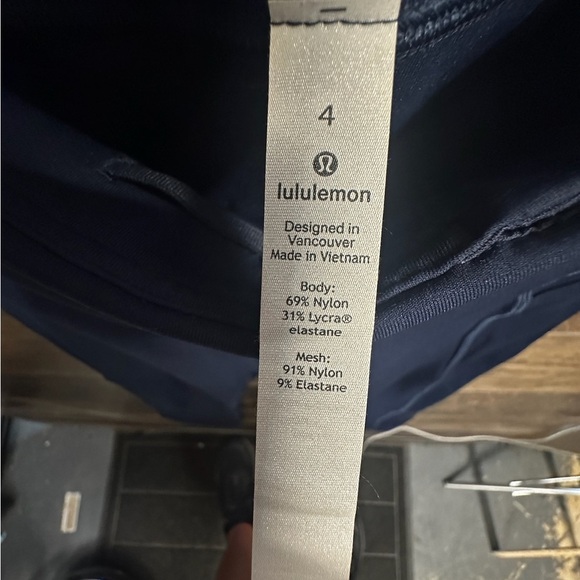 4
lululemon
Designed in
Vancouver
Made in Vietnam
Body:
69% Nylon
31% Lycra®
elastane
Mesh:
91% Nylon
9% Elastane